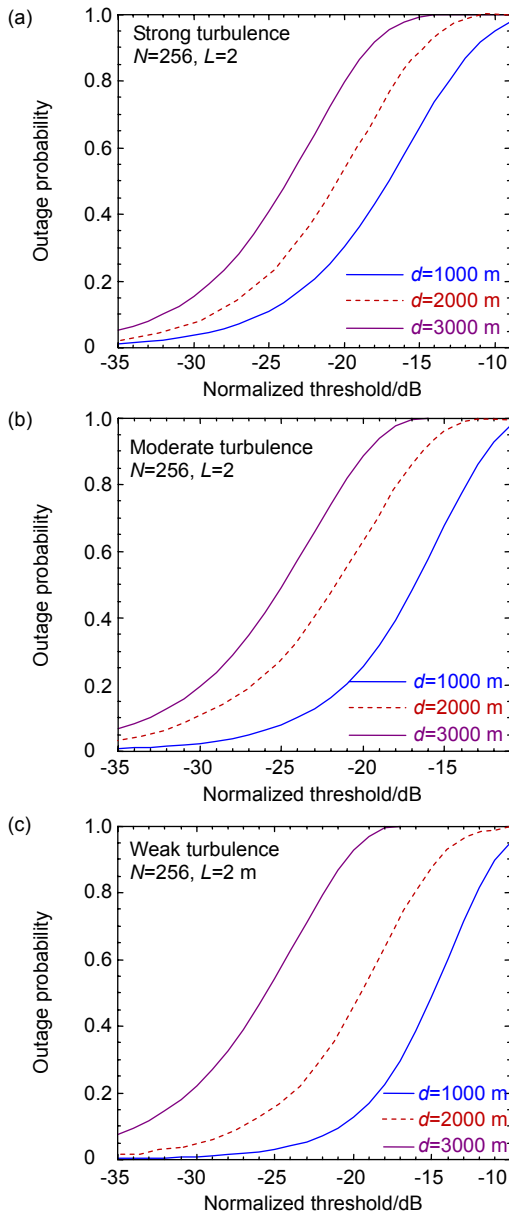 (a)
Strong turbulence
N=256, L=2
Outage probability
1.0
0.8
0.6
0.4
0.2
0
d=1000 m
d=2000 m
d=3000 m
-35 -30 -25 -20 -15 -10
Normalized threshold/dB
(b)
Moderate turbulence
N=256, L=2
Outage probability
1.0
0.8
0.6
0.4
0.2
0
d=1000 m
d=2000 m
d=3000 m
-35 -30 -25 -20 -15
Normalized threshold/dB
(c)
Weak turbulence
N=256, L=2 m
Outage probability
1.0
0.8
0.6
0.4
0.2
0
d=1000 m
d=2000 m
d=3000 m
-35 -30 -25 -20 -15 -10
Normalized threshold/dB